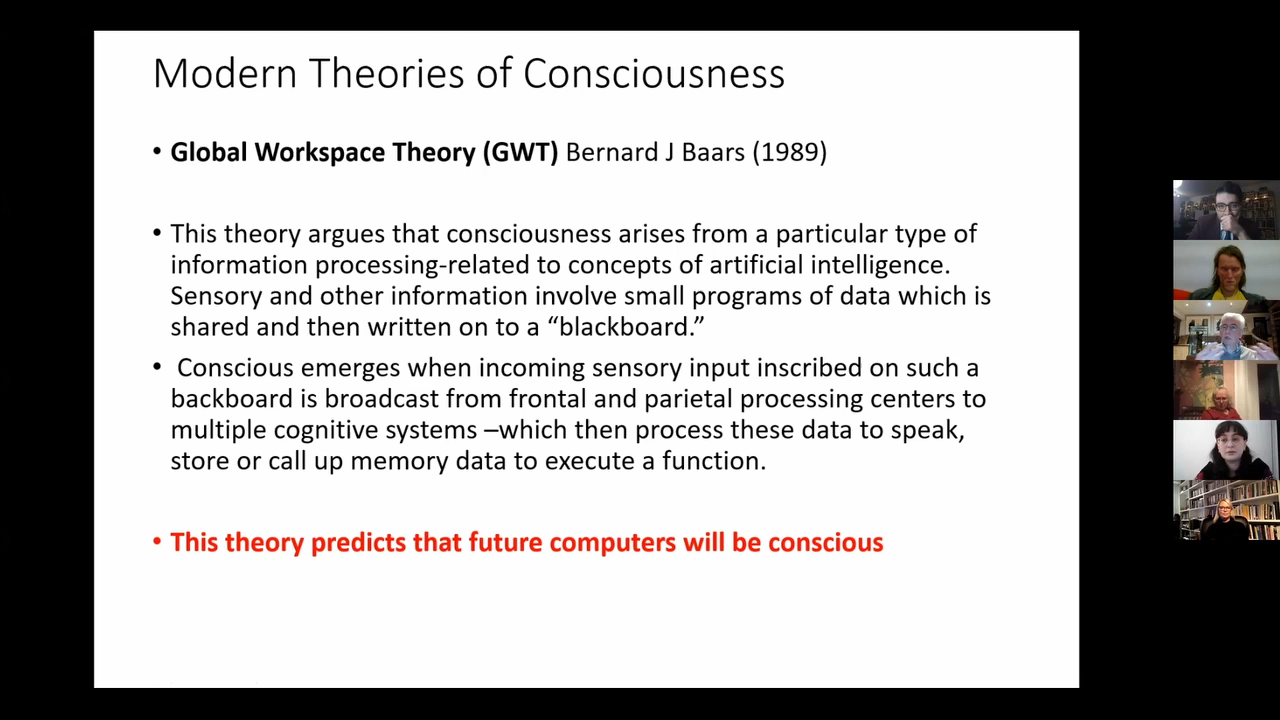 Modern Theories of Consciousness
• Global Workspace Theory (GWT) Bernard J Baars (1989)
• This theory argues that consciousness arises from a particular type of
information processing-related to concepts of artificial intelligence.
Sensory and other information involve small programs of data which is
shared and then written on to a “blackboard.”
• Conscious emerges when incoming sensory input inscribed on such a
backboard is broadcast from frontal and parietal processing centers to
multiple cognitive systems –which then process these data to speak,
store or call up memory data to execute a function.
• This theory predicts that future computers will be conscious